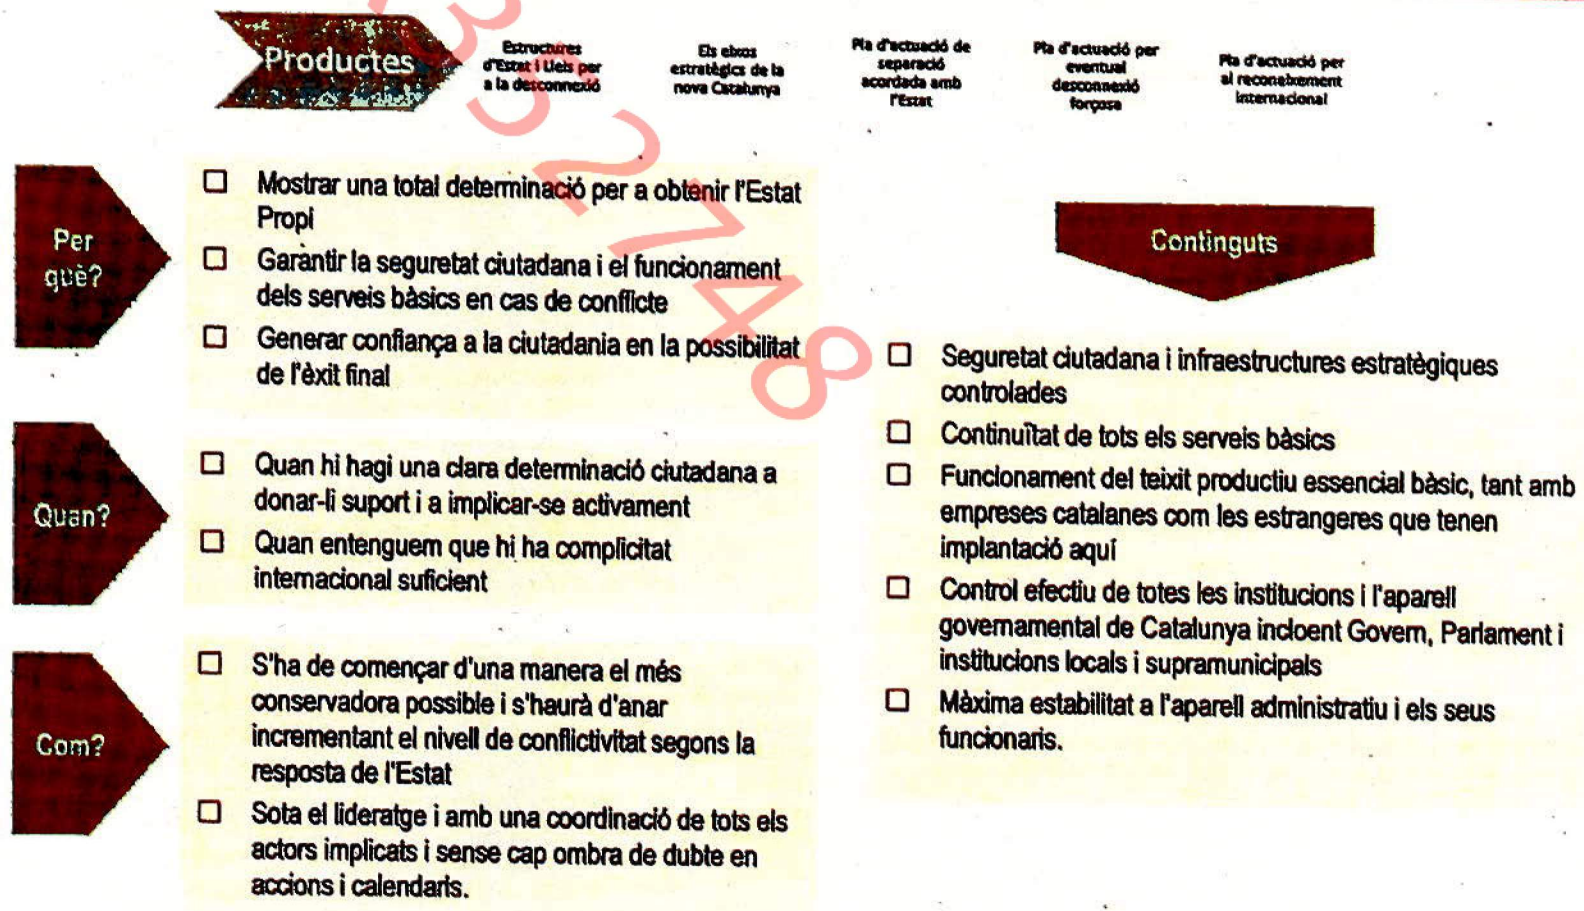 Productes
Estructures
d'Estat i Lleis per
a la desconnexió
Els eixos
estratègics de la
nova Catalunya
Pla d'actuació de
separació
acordada amb
l'Estat
Pla d'actuació per
eventual
desconnexió
forçosa
Pla d'actuació per
al reconeixement
internacional
Per
què?
Mostrar una total determinació per a obtenir l'Estat
Propi
Garantir la seguretat ciutadana i el funcionament
dels serveis bàsics en cas de conflicte
Generar confiança a la ciutadania en la possibilitat
de l'èxit final
Quan?
Quan hi hagi una clara determinació ciutadana a
donar-li suport i a implicar-se activament
Quan entenguem que hi ha complicitat
internacional suficient
Com?
S'ha de començar d'una manera el més
conservadora possible i s'haurà d'anar
incrementant el nivell de conflictivitat segons la
resposta de l'Estat
Sota el lideratge i amb una coordinació de tots els
actors implicats i sense cap ombra de dubte en
accions i calendaris.
Continguts
Seguretat ciutadana i infraestructures estratègiques
controlades
Continuïtat de tots els serveis bàsics
Funcionament del teixit productiu essencial bàsic, tant amb
empreses catalanes com les estrangeres que tenen
implantació aquí
Control efectiu de totes les institucions i l'aparell
governamental de Catalunya incloent Govern, Parlament i
institucions locals i supramunicipals
Màxima estabilitat a l'aparell administratiu i els seus
funcionaris.
352748